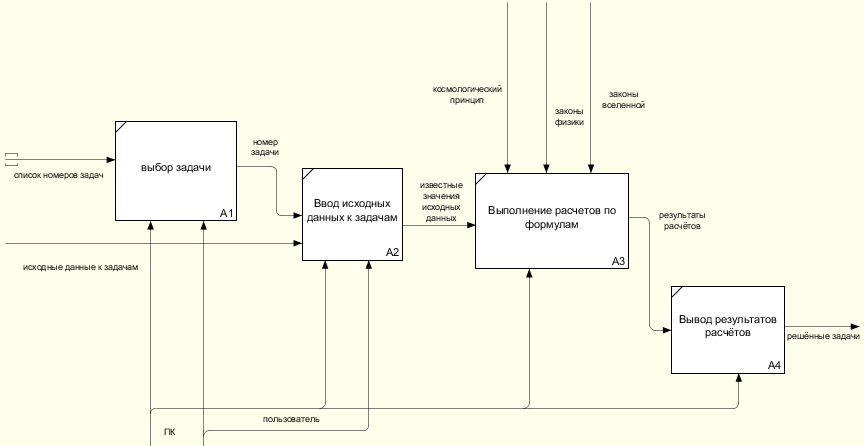 космологический
принцип
законы
вселенной
законы
физики
выбор задачи
A1
номер
задачи
список номеров задач
Ввод исходных
данных к задачам
A2
известные
значения
исходных
данных
Выполнение расчетов по
формулам
A3
результаты
расчётов
исходные данные к задачам
Вывод результатов
расчётов
A4
решённые задачи
пользователь
ПК